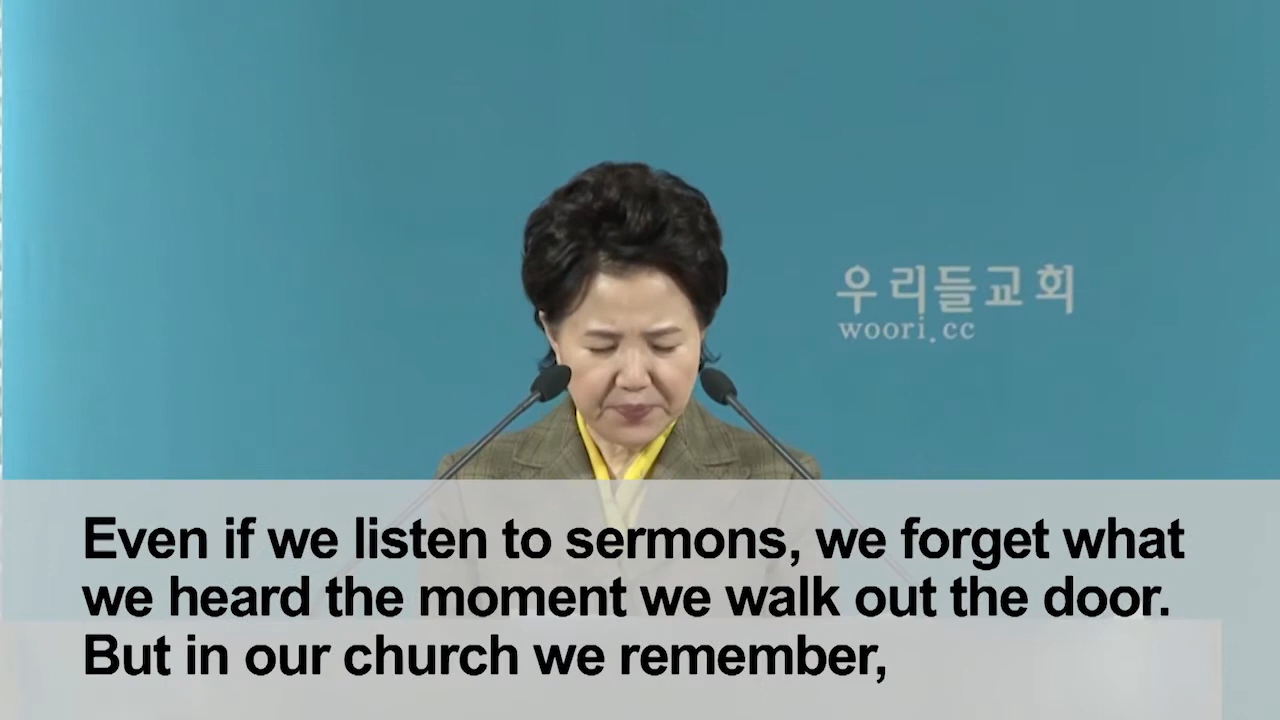 우리들교회
woori.cc
Even if we listen to sermons, we forget what
we heard the moment we walk out the door.
But in our church we remember,